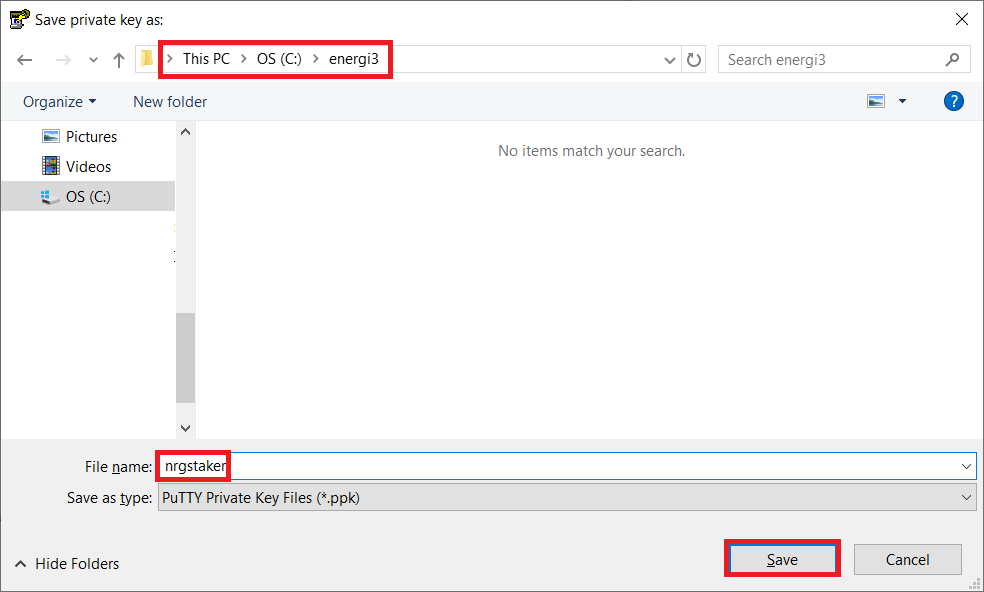 Save private key as:
This PC > OS (C:) > energi3
Search energi3
Organize
New folder
?
Pictures
Videos
OS (C:)
No items match your search.
File name: nrgstaker
Save as type: PuTTY Private Key Files (*.ppk)
Hide Folders
Save
Cancel